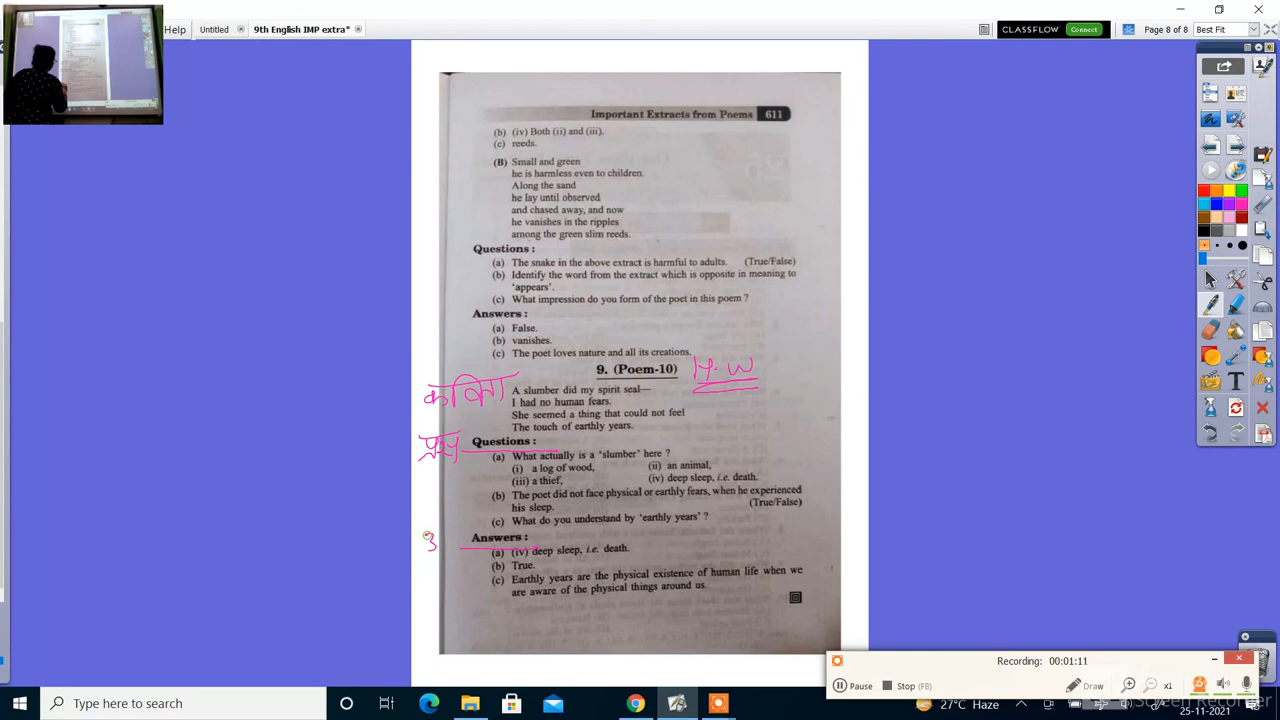 Help
Untitled
9th English IMP extra*
CLASSFLOW
Connect
Page 8 of 8
Best Fit
Important Extracts from Poems 611
(b) (iv) Both (ii) and (iii).
(c) reeds.
(B) Small and green
he is harmless even to children.
Along the sand
he lay until observed
and chased away, and now
he vanishes in the ripples
among the green slim reeds.
Questions :
(a) The snake in the above extract is harmful to adults. (True/False)
(b) Identify the word from the extract which is opposite in meaning to
‘appears’.
(c) What impression do you form of the poet in this poem ?
Answers :
(a) False.
(b) vanishes.
(c) The poet loves nature and all its creations.
9. (Poem-10) H.W
कविता
A slumber did my spirit seal—
I had no human fears.
She seemed a thing that could not feel
The touch of earthly years.
Questions :
(a) What actually is a ‘slumber’ here ?
(i) a log of wood, (ii) an animal,
(iii) a thief, (iv) deep sleep, i.e. death.
(b) The poet did not face physical or earthly fears, when he experienced
his sleep. (True/False)
(c) What do you understand by ‘earthly years’ ?
Answers :
(a) (iv) deep sleep, i.e. death.
(b) True.
(c) Earthly years are the physical existence of human life when we
are aware of the physical things around us.
Recording: 00:01:11
Pause
Stop (F8)
x1
Draw
SCREEN RECORDER
Type here to search
27°C Haze
25-11-2021